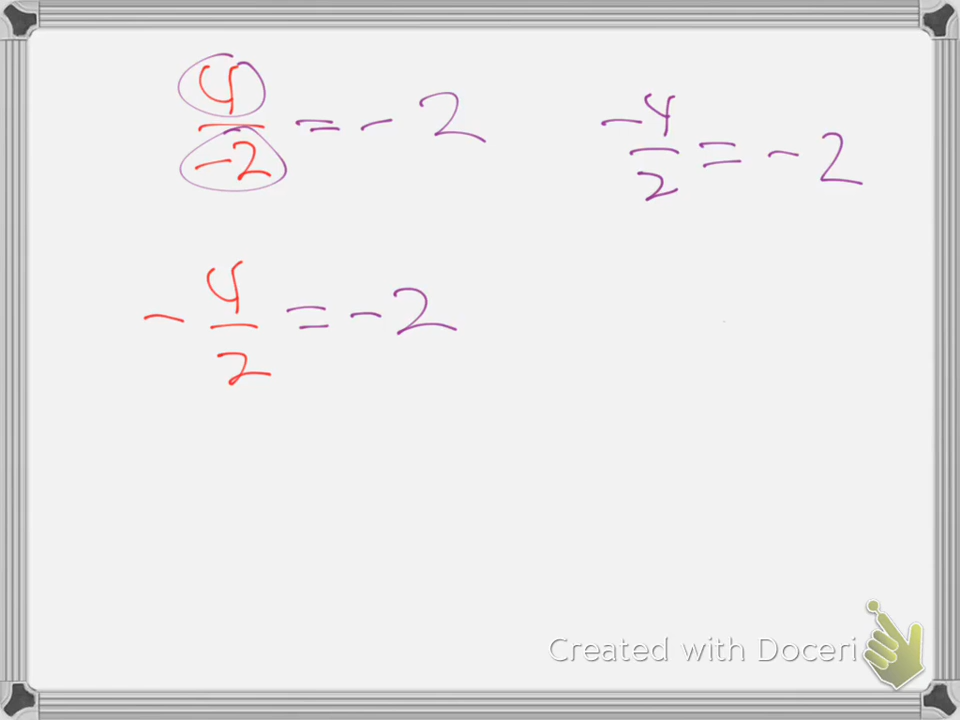 4/-2 = -2
-4/2 = -2
- 4/2 = -2
Created with Doceri